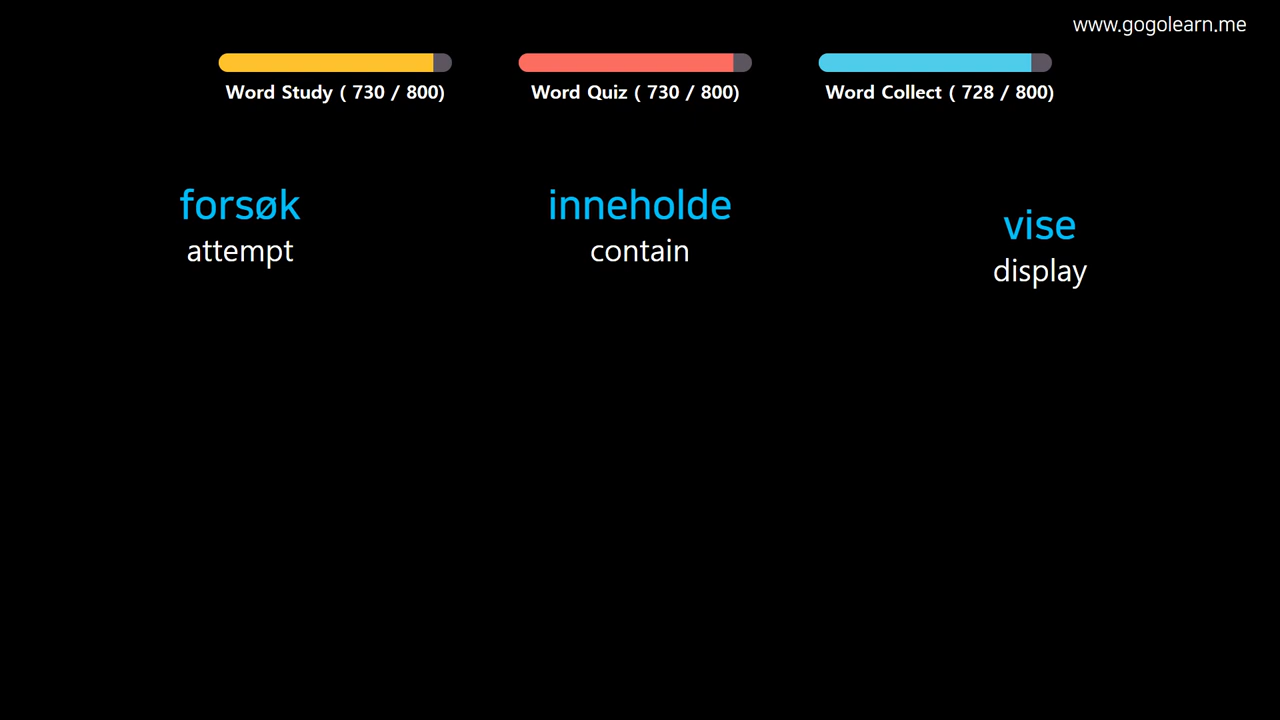 www.gogolearn.me
Word Study ( 730 / 800)
Word Quiz ( 730 / 800)
Word Collect ( 728 / 800)
forsøk
attempt
inneholde
contain
vise
display